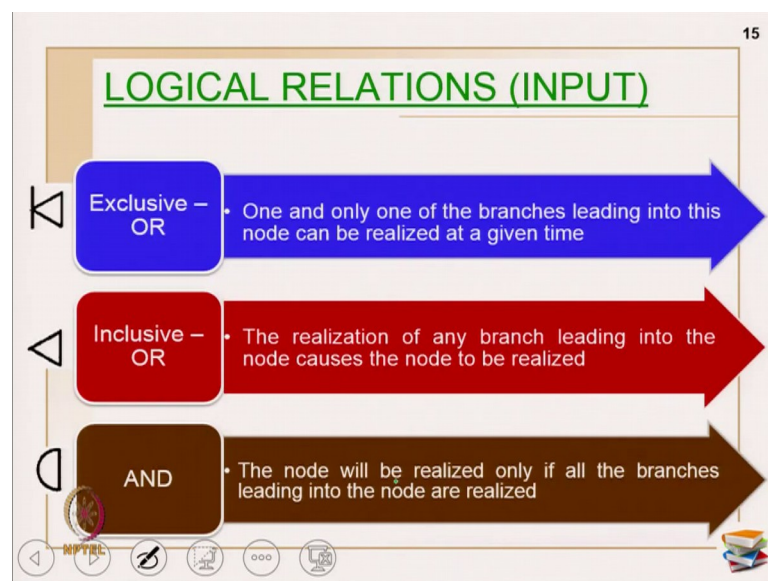 15
LOGICAL RELATIONS (INPUT)
Exclusive –
OR
• One and only one of the branches leading into this
node can be realized at a given time
Inclusive –
OR
• The realization of any branch leading into the
node causes the node to be realized
AND
• The node will be realized only if all the branches
leading into the node are realized
NPTEL